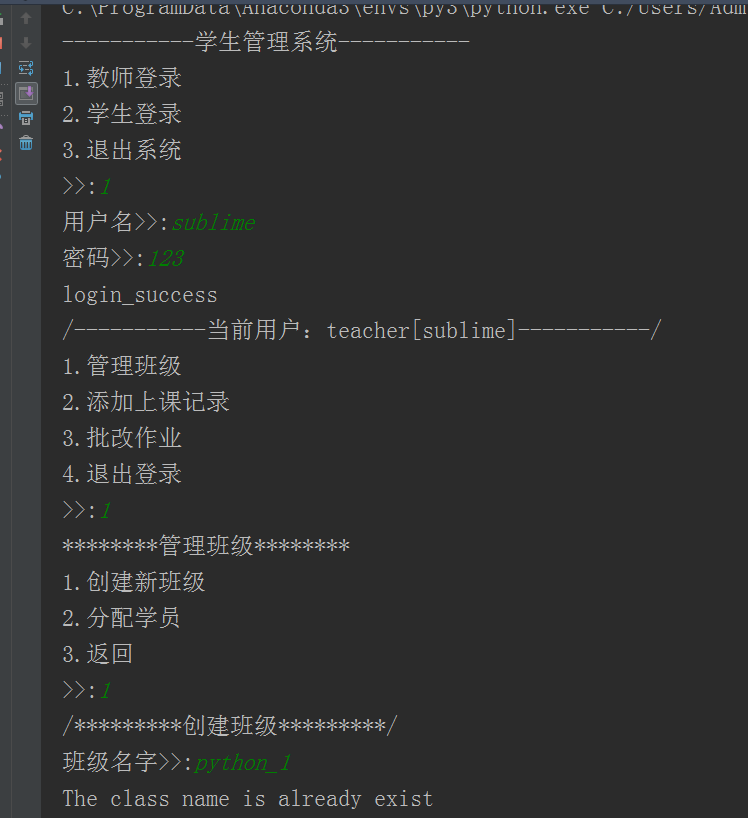 C:\ProgramData\Anaconda3\envs\py3\python.exe C:/Users/Adm
-----------学生管理系统-----------
1.教师登录
2.学生登录
3.退出系统
>>:1
用户名>>:sublime
密码>>:123
login_success
/-----------当前用户：teacher[sublime]-----------/
1.管理班级
2.添加上课记录
3.批改作业
4.退出登录
>>:1
********管理班级********
1.创建新班级
2.分配学员
3.返回
>>:1
/*********创建班级*********/
班级名字>>:python_1
The class name is already exist